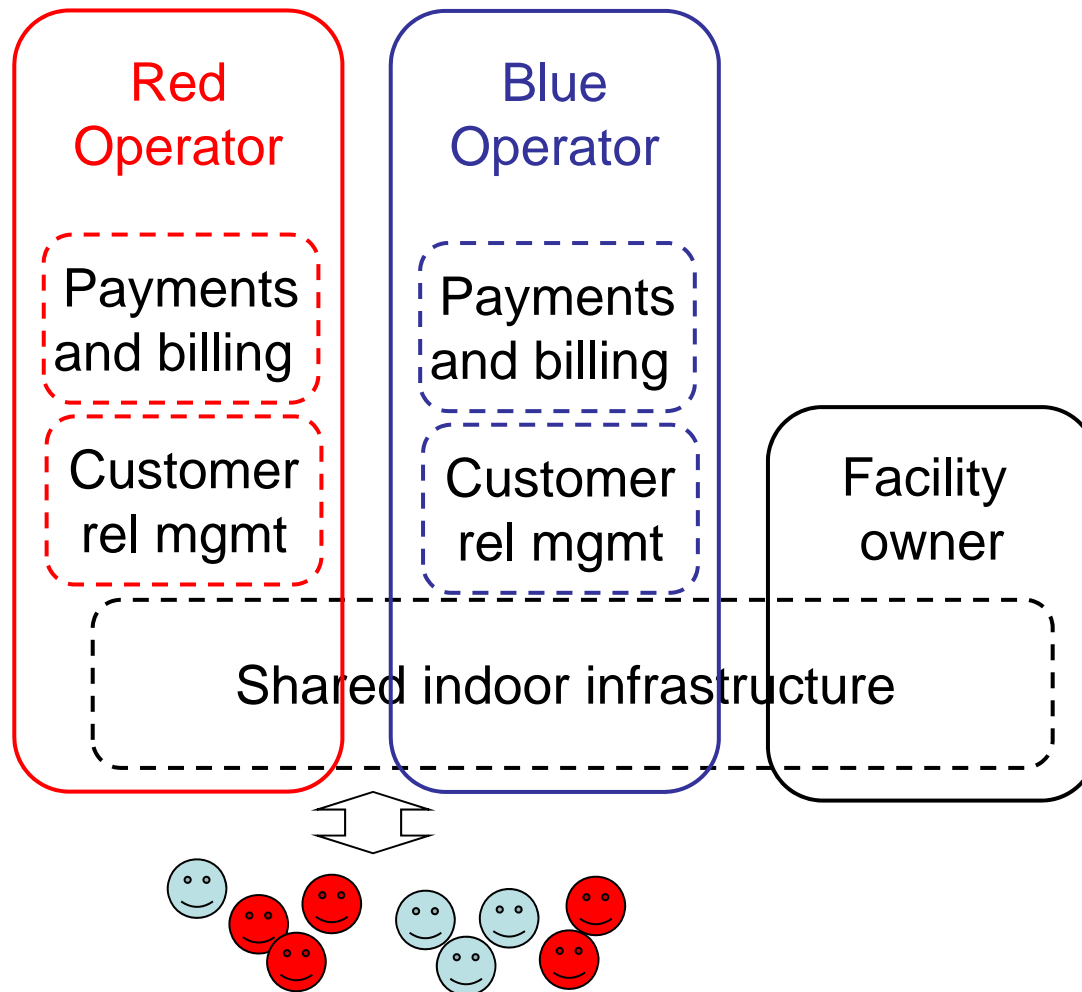 Red
Operator
Payments
and billing
Customer
rel mgmt
Blue
Operator
Payments
and billing
Customer
rel mgmt
Facility
owner
Shared indoor infrastructure